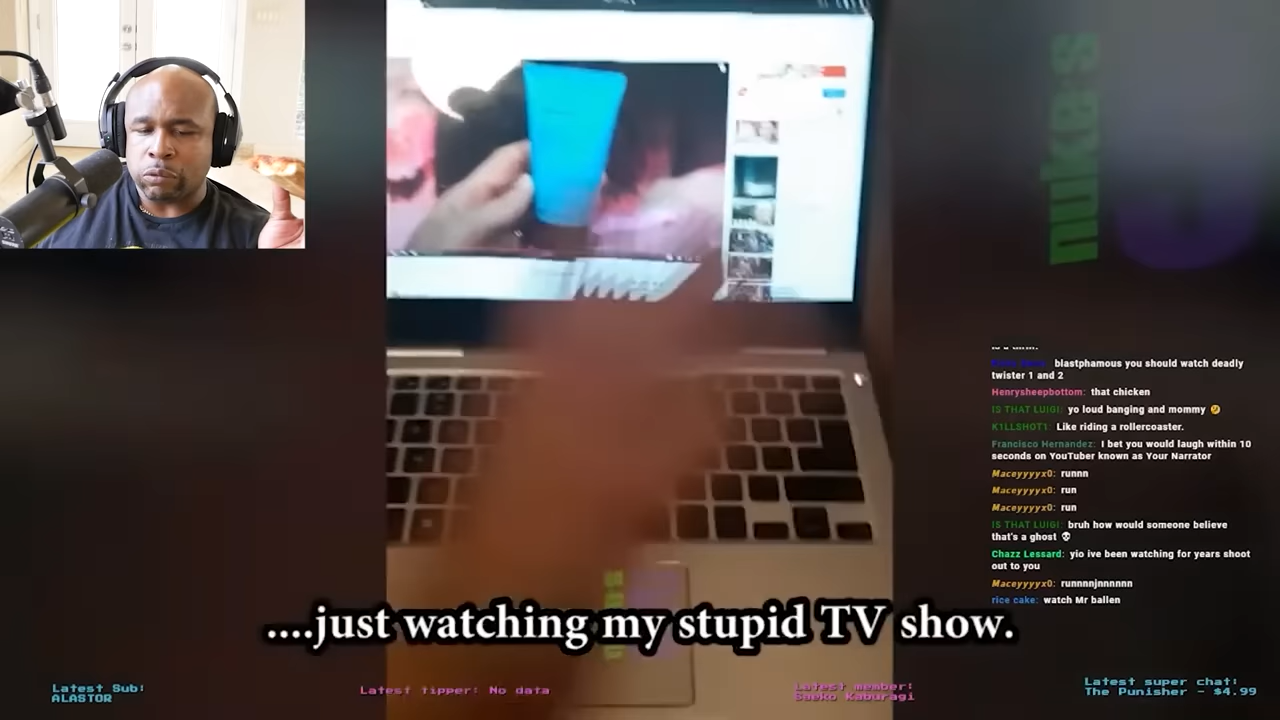 nukes
blastphamous you should watch deadly
twister 1 and 2
Henrysheepbottom: that chicken
IS THAT LUIGI: yo loud banging and mommy 🤨
K1LLSHOT1: Like riding a rollercoaster.
Francisco Hernandez: I bet you would laugh within 10
seconds on YouTuber known as Your Narrator
Maceyyyyx0: runnn
Maceyyyyx0: run
Maceyyyyx0: run
IS THAT LUIGI: bruh how would someone believe
that's a ghost 💀
Chazz Lessard: yio ive been watching for years shoot
out to you
Maceyyyyx0: runnnnjnnnnnn
rice cake: watch Mr ballen
....just watching my stupid TV show.
Latest Sub:
ALASTOR
Latest tipper: No data
Latest member:
Saeko Kaburagi
Latest super chat:
The Punisher - $4.99